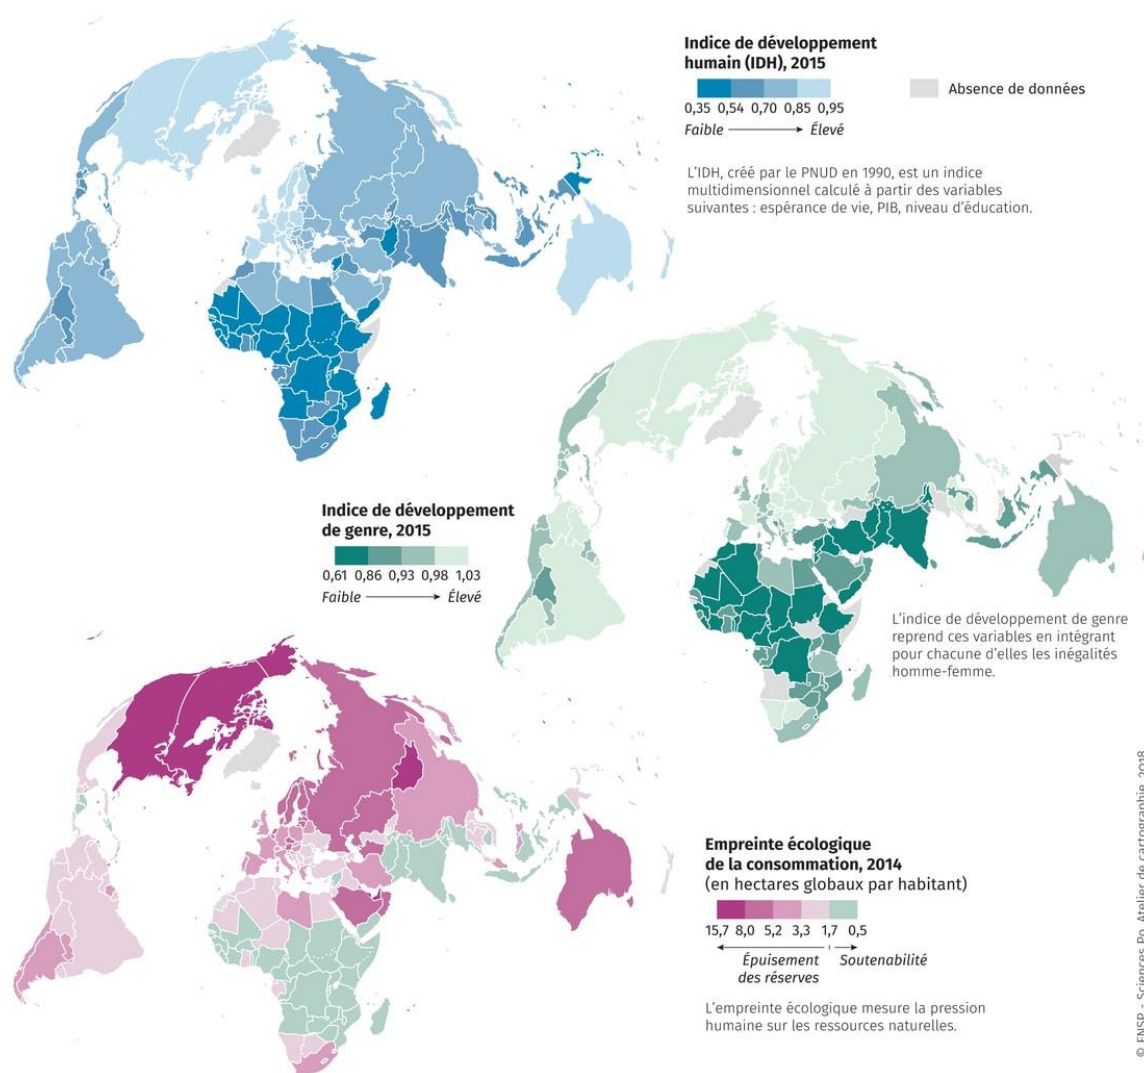 Indice de développement
humain (IDH), 2015
0,35 0,54 0,70 0,85 0,95
Faible Élevé
Absence de données
L’IDH, créé par le PNUD en 1990, est un indice
multidimensionnel calculé à partir des variables
suivantes : espérance de vie, PIB, niveau d’éducation.
Indice de développement
de genre, 2015
0,61 0,86 0,93 0,98 1,03
Faible Élevé
L’indice de développement de genre
reprend ces variables en intégrant
pour chacune d’elles les inégalités
homme-femme.
Empreinte écologique
de la consommation, 2014
(en hectares globaux par habitant)
15,7 8,0 5,2 3,3 1,7 0,5
Épuisement Soutenabilité
des réserves
L’empreinte écologique mesure la pression
humaine sur les ressources naturelles.
© FNSP - Sciences Po, Atelier de cartographie, 2018